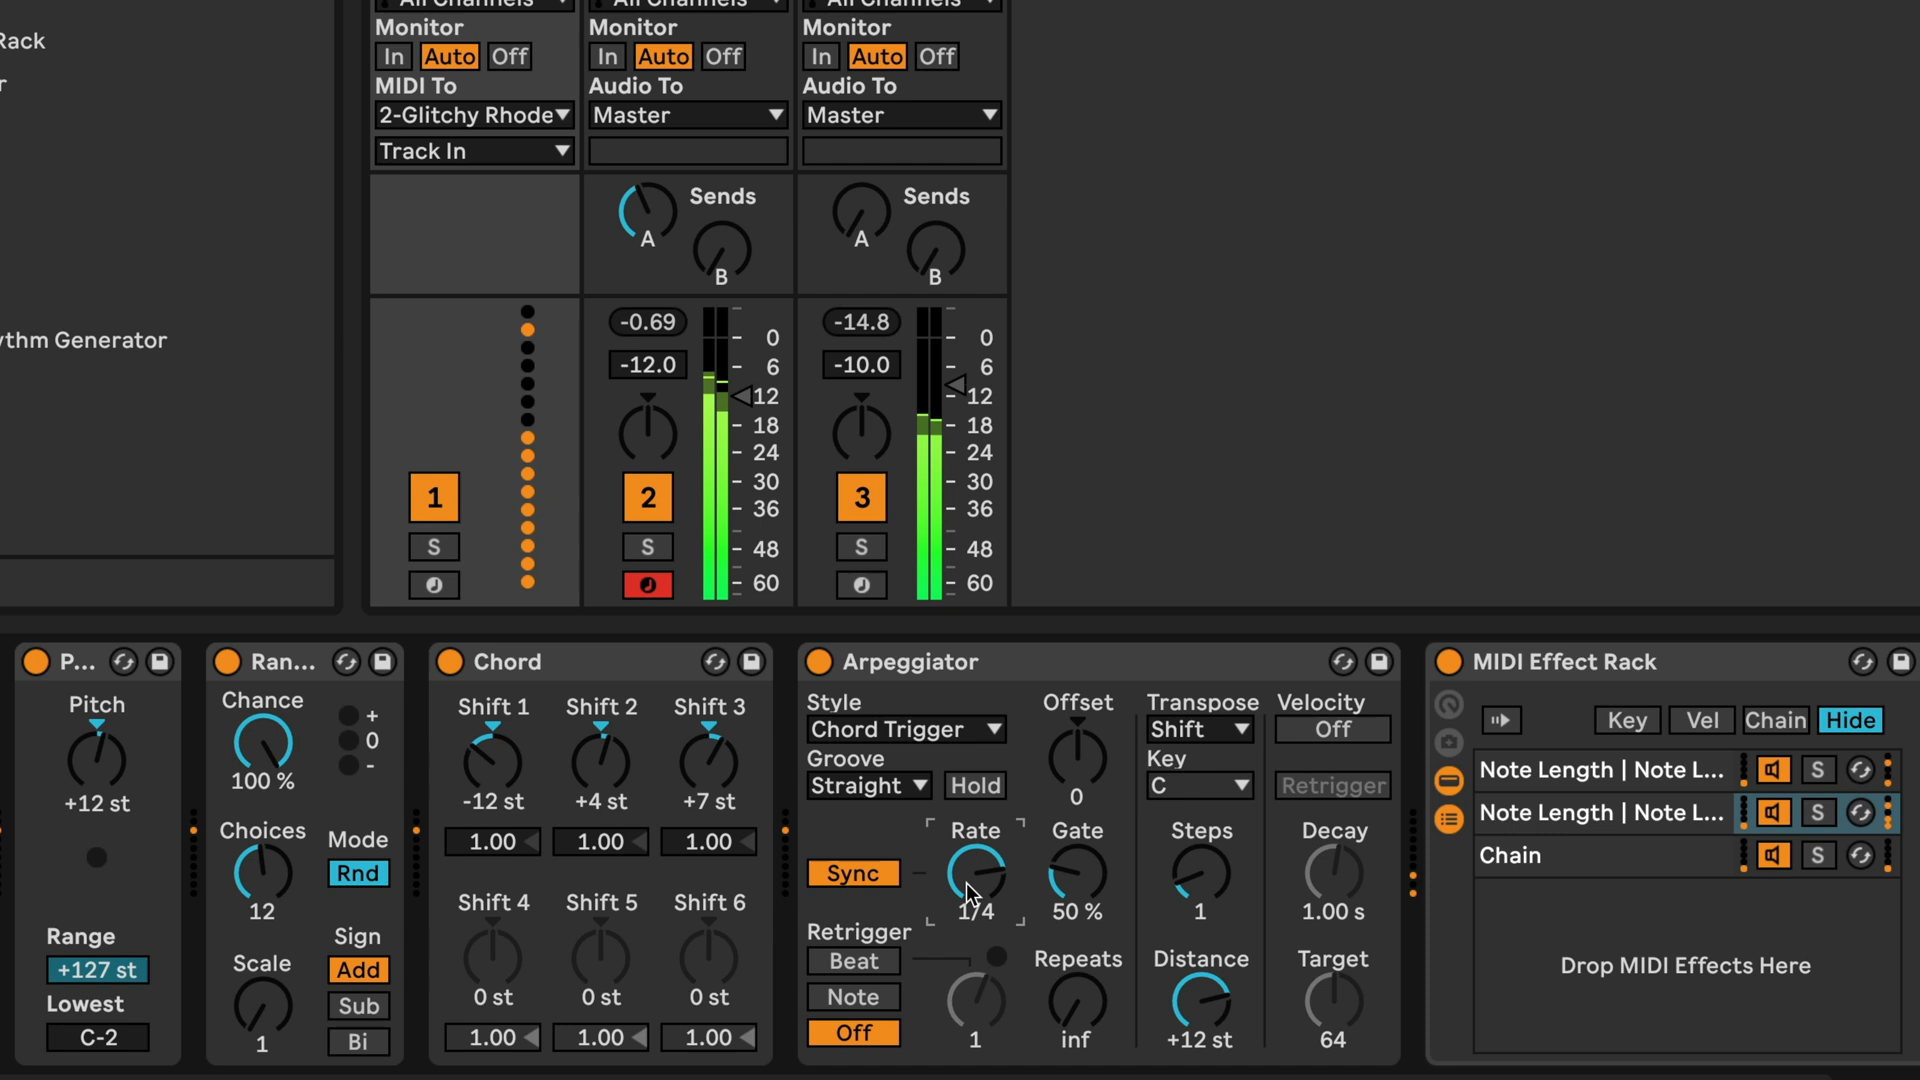 All Channels All Channels All Channels
Rack
Monitor Monitor Monitor
In Auto Off In Auto Off In Auto Off
MIDI To Audio To Audio To
2-Glitchy Rhode Master Master
Track In
Sends Sends
A B A B
-0.69 -14.8
-12.0 -10.0
0 6 12 18 24 30 36 48 60
0 6 12 18 24 30 36 48 60
ythm Generator
1 2 3
S S S
P...
Pitch
+12 st
Range
+127 st
Lowest
C-2
Ran...
Chance
100 %
+
0
-
Choices
12
Mode
Rnd
Scale
1
Sign
Add
Sub
Bi
Chord
Shift 1 Shift 2 Shift 3
-12 st +4 st +7 st
1.00 1.00 1.00
Shift 4 Shift 5 Shift 6
0 st 0 st 0 st
1.00 1.00 1.00
Arpeggiator
Style
Chord Trigger
Groove
Straight Hold
Offset
0
Transpose
Shift
Key
C
Velocity
Off
Retrigger
Sync
Rate
1/4
Gate
50 %
Steps
1
Decay
1.00 s
Retrigger
Beat
Note
Off
1
Repeats
inf
Distance
+12 st
Target
64
MIDI Effect Rack
Key Vel Chain Hide
Note Length | Note L... S
Note Length | Note L... S
Chain S
Drop MIDI Effects Here